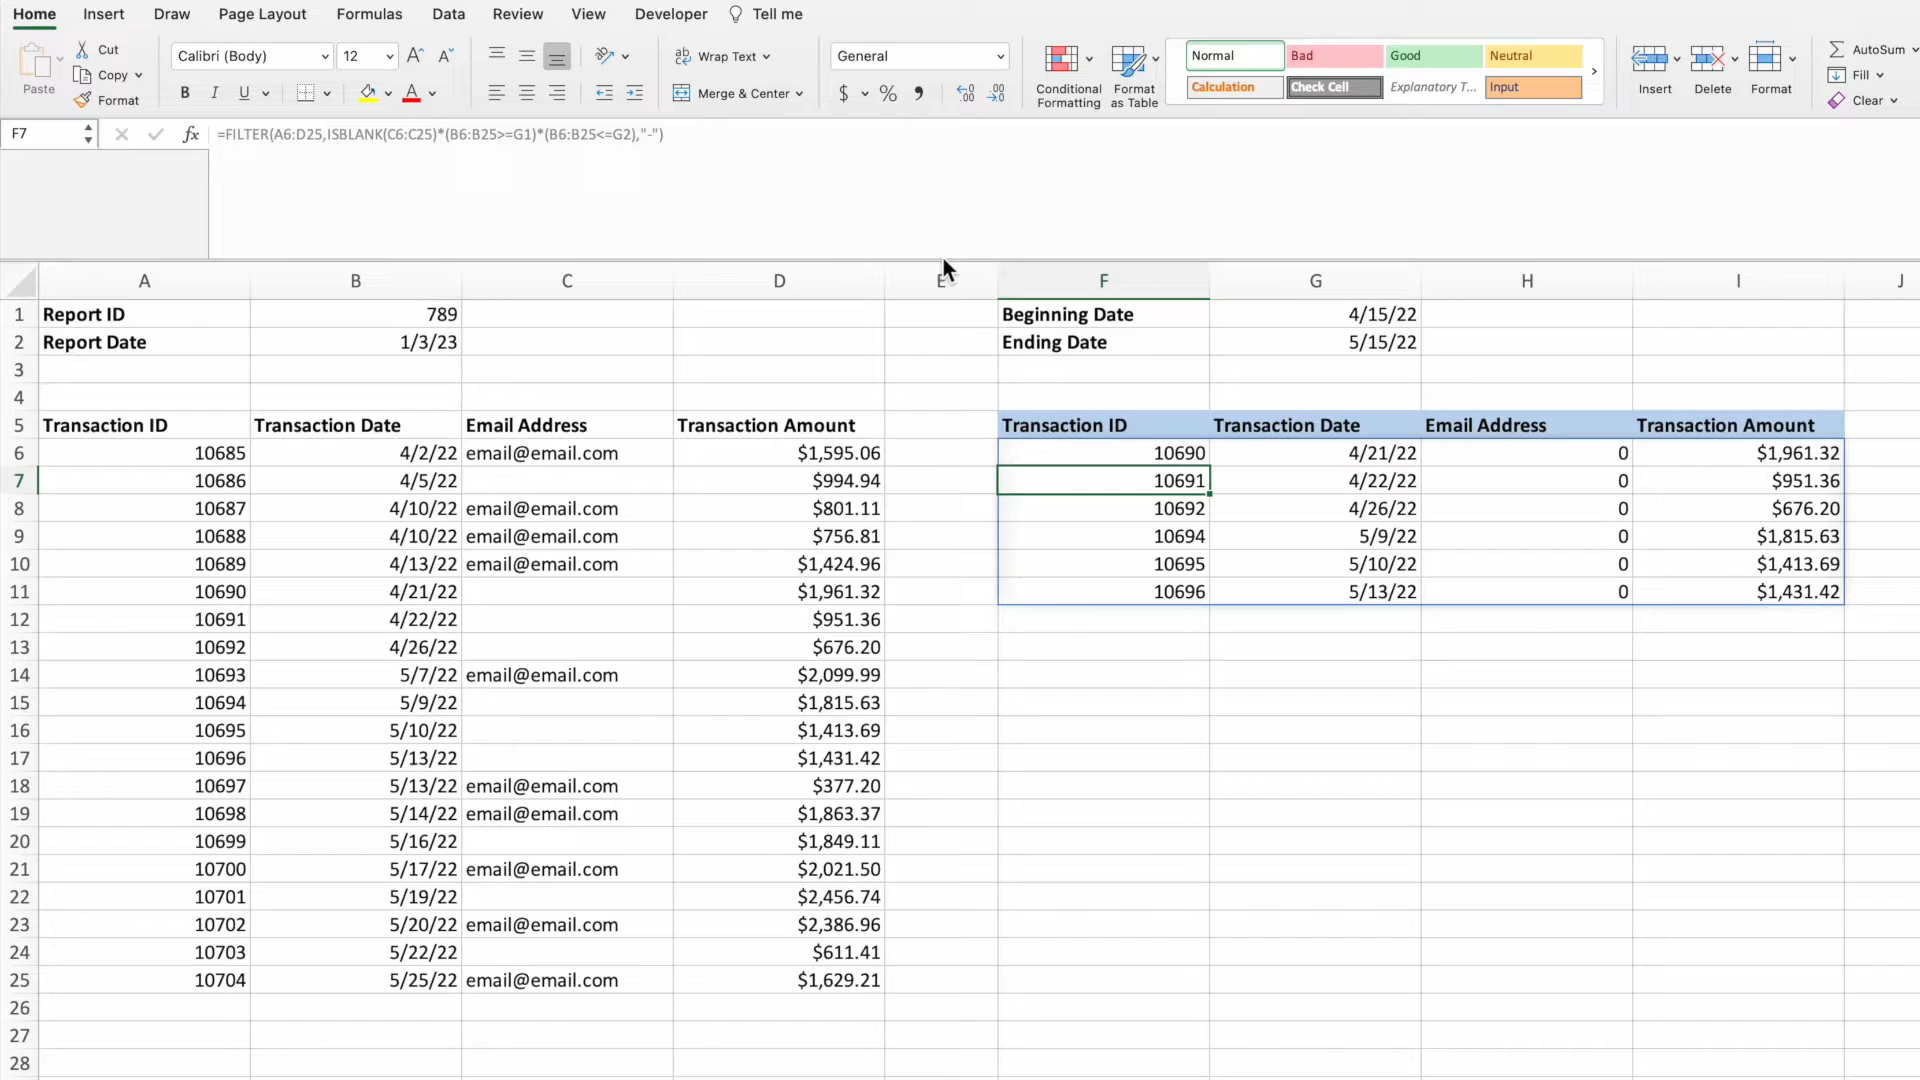 Home Insert Draw Page Layout Formulas Data Review View Developer Tell me
Paste
Cut
Copy
Format
Calibri (Body) 12
B I U
Wrap Text
Merge & Center
General
$ % 9
Conditional Formatting
Format as Table
Normal Bad Good Neutral
Calculation Check Cell Explanatory T... Input
Insert Delete Format
AutoSum
Fill
Clear
F7 fx =FILTER(A6:D25,ISBLANK(C6:C25)*(B6:B25>=G1)*(B6:B25<=G2),"-")
A B C D E F G H I J
1 Report ID 789 Beginning Date 4/15/22
2 Report Date 1/3/23 Ending Date 5/15/22
3
4
5 Transaction ID Transaction Date Email Address Transaction Amount Transaction ID Transaction Date Email Address Transaction Amount
6 10685 4/2/22 email@email.com $1,595.06 10690 4/21/22 0 $1,961.32
7 10686 4/5/22 $994.94 10691 4/22/22 0 $951.36
8 10687 4/10/22 email@email.com $801.11 10692 4/26/22 0 $676.20
9 10688 4/10/22 email@email.com $756.81 10694 5/9/22 0 $1,815.63
10 10689 4/13/22 email@email.com $1,424.96 10695 5/10/22 0 $1,413.69
11 10690 4/21/22 $1,961.32 10696 5/13/22 0 $1,431.42
12 10691 4/22/22 $951.36
13 10692 4/26/22 $676.20
14 10693 5/7/22 email@email.com $2,099.99
15 10694 5/9/22 $1,815.63
16 10695 5/10/22 $1,413.69
17 10696 5/13/22 $1,431.42
18 10697 5/13/22 email@email.com $377.20
19 10698 5/14/22 email@email.com $1,863.37
20 10699 5/16/22 $1,849.11
21 10700 5/17/22 email@email.com $2,021.50
22 10701 5/19/22 $2,456.74
23 10702 5/20/22 email@email.com $2,386.96
24 10703 5/22/22 $611.41
25 10704 5/25/22 email@email.com $1,629.21
26
27
28